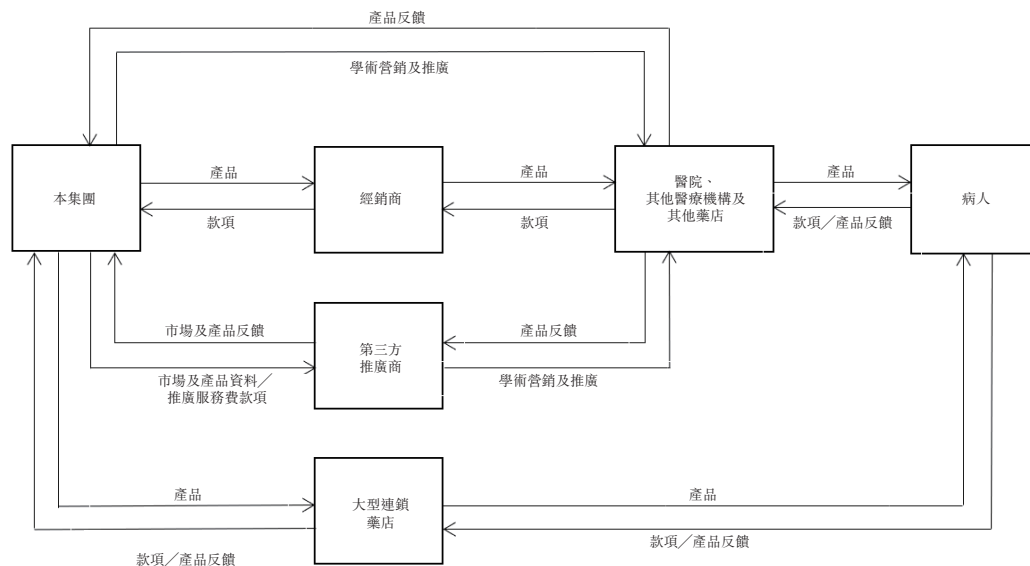 產品反饋
學術營銷及推廣
本集團
產品
款項
經銷商
產品
款項
醫院、
其他醫療機構及
其他藥店
產品
款項／產品反饋
病人
市場及產品反饋
市場及產品資料／
推廣服務費款項
第三方
推廣商
產品反饋
學術營銷及推廣
產品
款項／產品反饋
大型連鎖
藥店
產品
款項／產品反饋